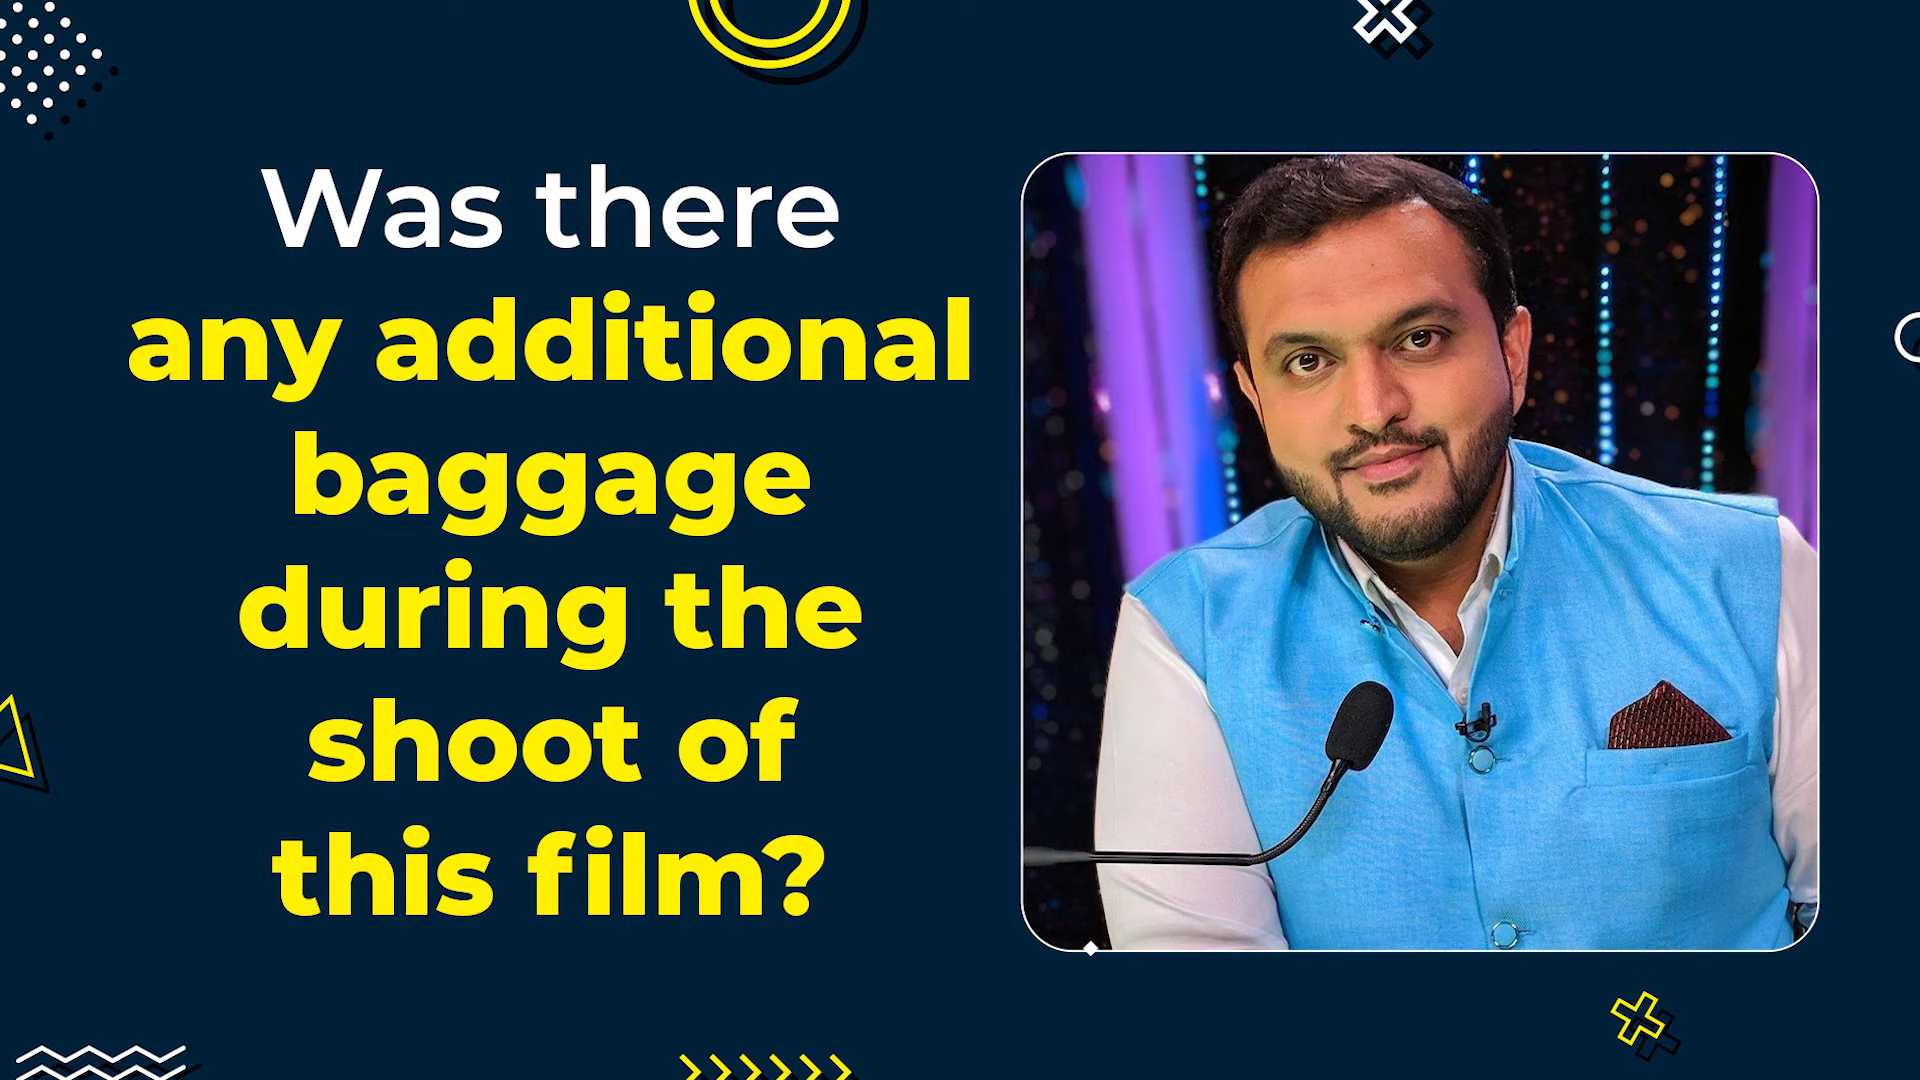 Was there
any additional
baggage
during the
shoot of
this film?